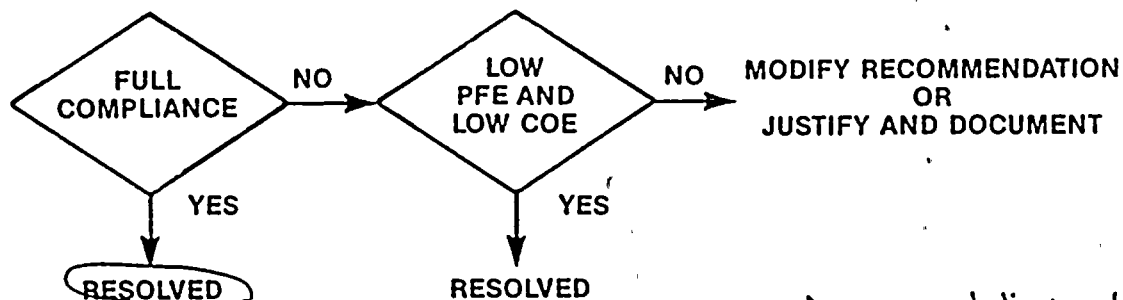 FULL
COMPLIANCE
NO
LOW
PFE AND
LOW COE
NO
MODIFY RECOMMENDATION
OR
JUSTIFY AND DOCUMENT
YES
YES
RESOLVED
RESOLVED